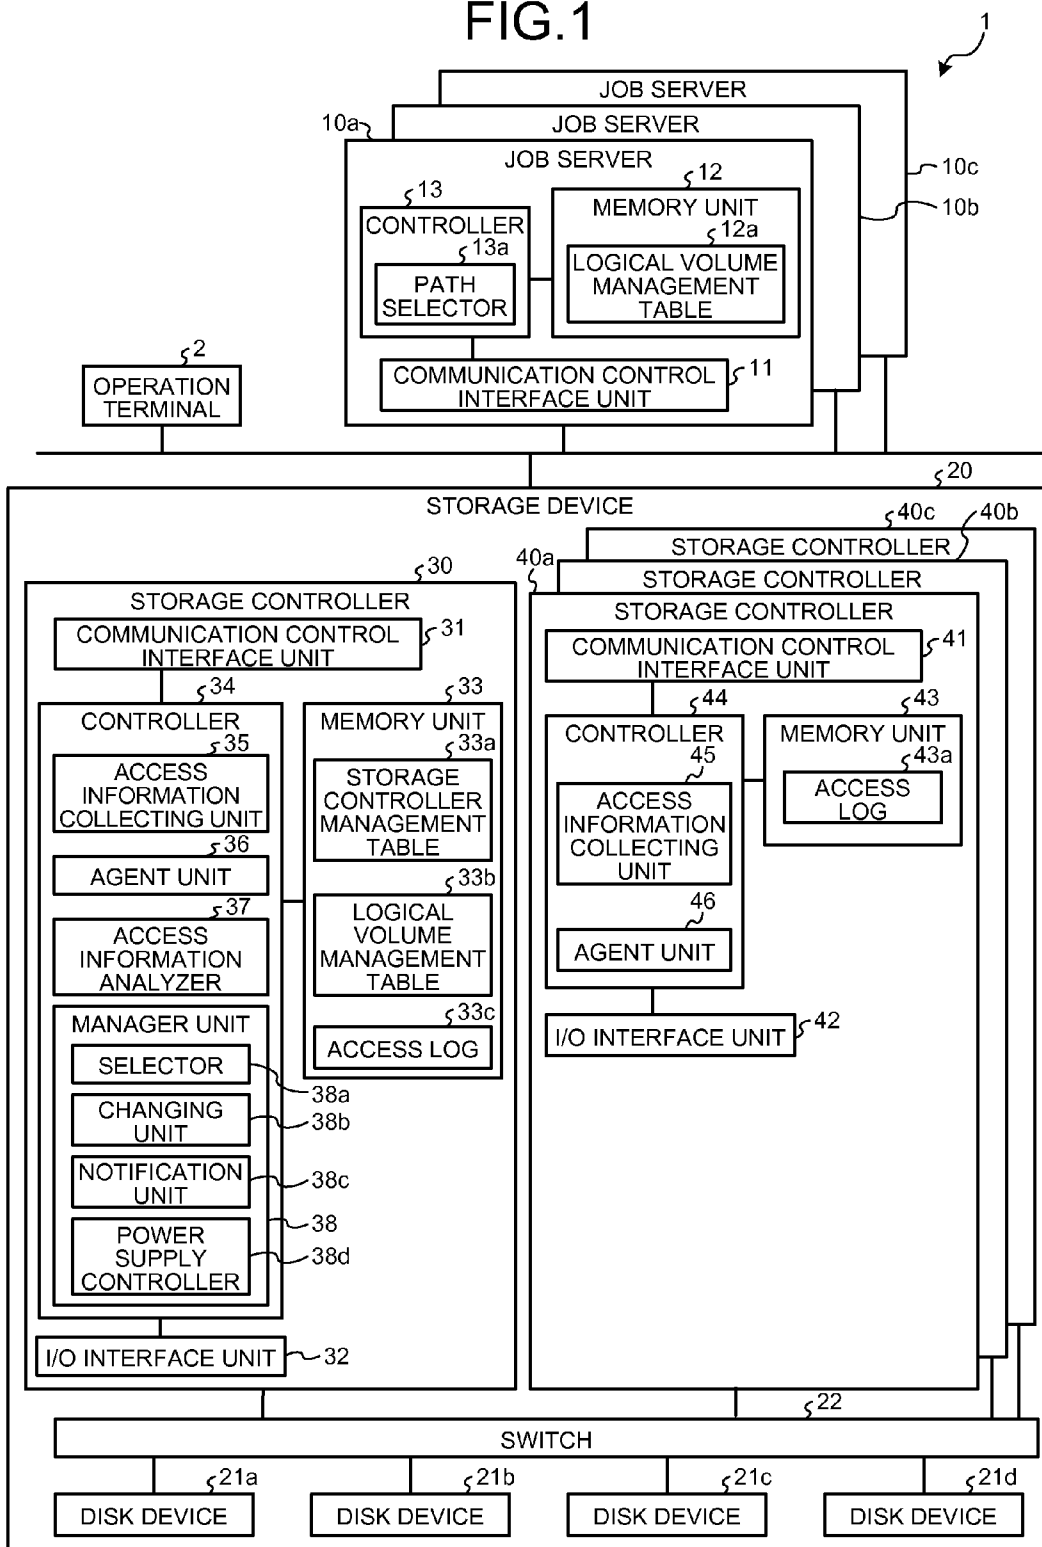 FIG.1
1
JOB SERVER
JOB SERVER
10a
JOB SERVER
10c
10b
13
CONTROLLER
13a
PATH
SELECTOR
12
MEMORY UNIT
12a
LOGICAL VOLUME
MANAGEMENT
TABLE
COMMUNICATION CONTROL
INTERFACE UNIT
11
2
OPERATION
TERMINAL
20
STORAGE DEVICE
40c
STORAGE CONTROLLER
40b
STORAGE CONTROLLER
40a
STORAGE CONTROLLER
30
STORAGE CONTROLLER
COMMUNICATION CONTROL
INTERFACE UNIT
31
34
CONTROLLER
35
ACCESS
INFORMATION
COLLECTING UNIT
36
AGENT UNIT
37
ACCESS
INFORMATION
ANALYZER
MANAGER UNIT
SELECTOR
38a
CHANGING
UNIT
38b
NOTIFICATION
UNIT
38c
38
POWER
SUPPLY
CONTROLLER
38d
33
MEMORY UNIT
33a
STORAGE
CONTROLLER
MANAGEMENT
TABLE
33b
LOGICAL
VOLUME
MANAGEMENT
TABLE
33c
ACCESS LOG
I/O INTERFACE UNIT
32
COMMUNICATION CONTROL
INTERFACE UNIT
41
44
CONTROLLER
45
ACCESS
INFORMATION
COLLECTING
UNIT
46
AGENT UNIT
43
MEMORY UNIT
43a
ACCESS
LOG
I/O INTERFACE UNIT
42
22
SWITCH
21a
DISK DEVICE
21b
DISK DEVICE
21c
DISK DEVICE
21d
DISK DEVICE